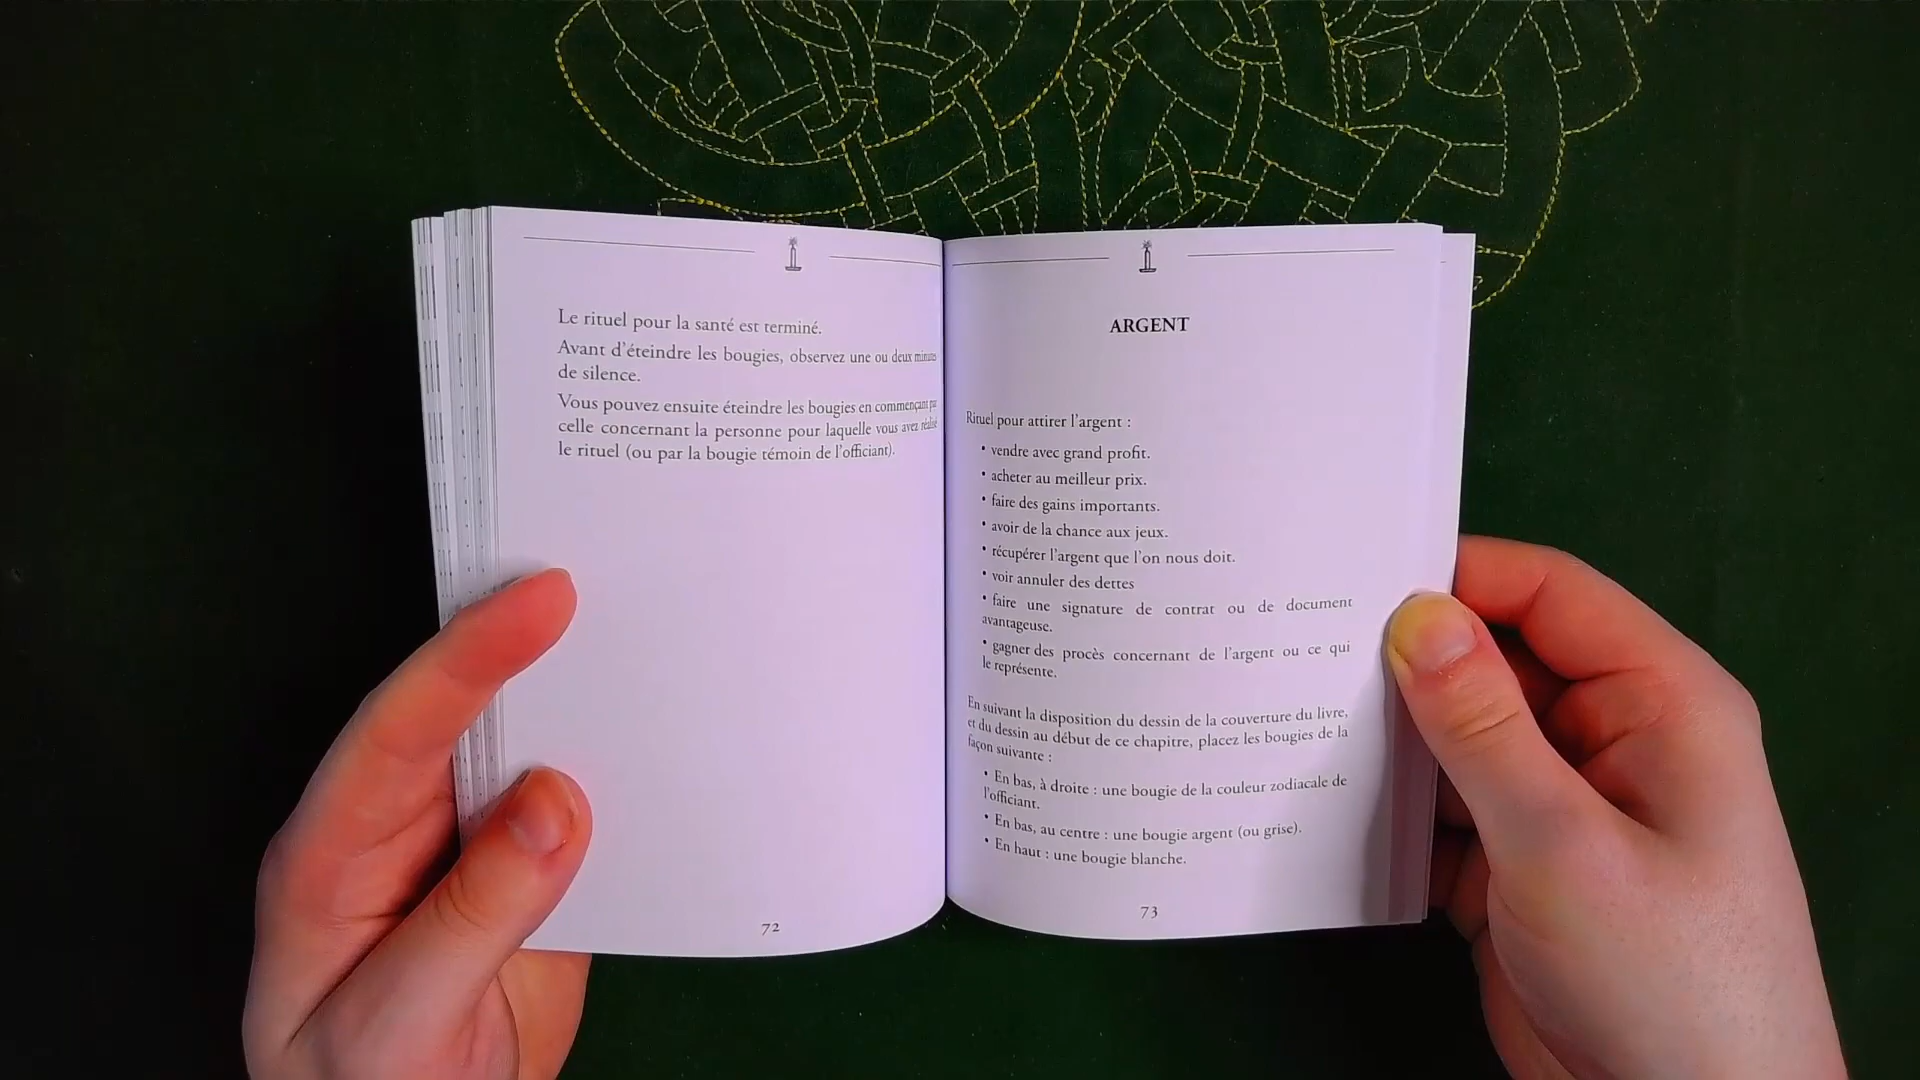 Le rituel pour la santé est terminé.
Avant d'éteindre les bougies, observez une ou deux minutes
de silence.
Vous pouvez ensuite éteindre les bougies en commençant par
celle concernant la personne pour laquelle vous avez réalisé
le rituel (ou par la bougie témoin de l'officiant).
72
ARGENT
Rituel pour attirer l'argent :
• vendre avec grand profit.
• acheter au meilleur prix.
• faire des gains importants.
• avoir de la chance aux jeux.
• récupérer l'argent que l'on nous doit.
• voir annuler des dettes
• faire une signature de contrat ou de document
avantageuse.
• gagner des procès concernant de l'argent ou ce qui
le représente.
En suivant la disposition du dessin de la couverture du livre,
et du dessin au début de ce chapitre, placez les bougies de la
façon suivante :
• En bas, à droite : une bougie de la couleur zodiacale de
l'officiant.
• En bas, au centre : une bougie argent (ou grise).
• En haut : une bougie blanche.
73